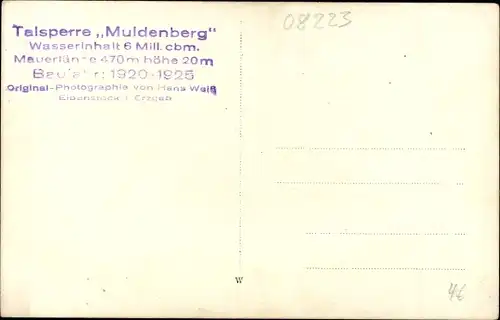 Talsperre „Muldenberg"
Wasserinhalt 6 Mill. cbm.
Mauerlänge 470 m höhe 20 m
Baujahr: 1920-1925
Original-Photographie von Hans Weiß
Eibenstock i. Erzgeb
08223
W
4€